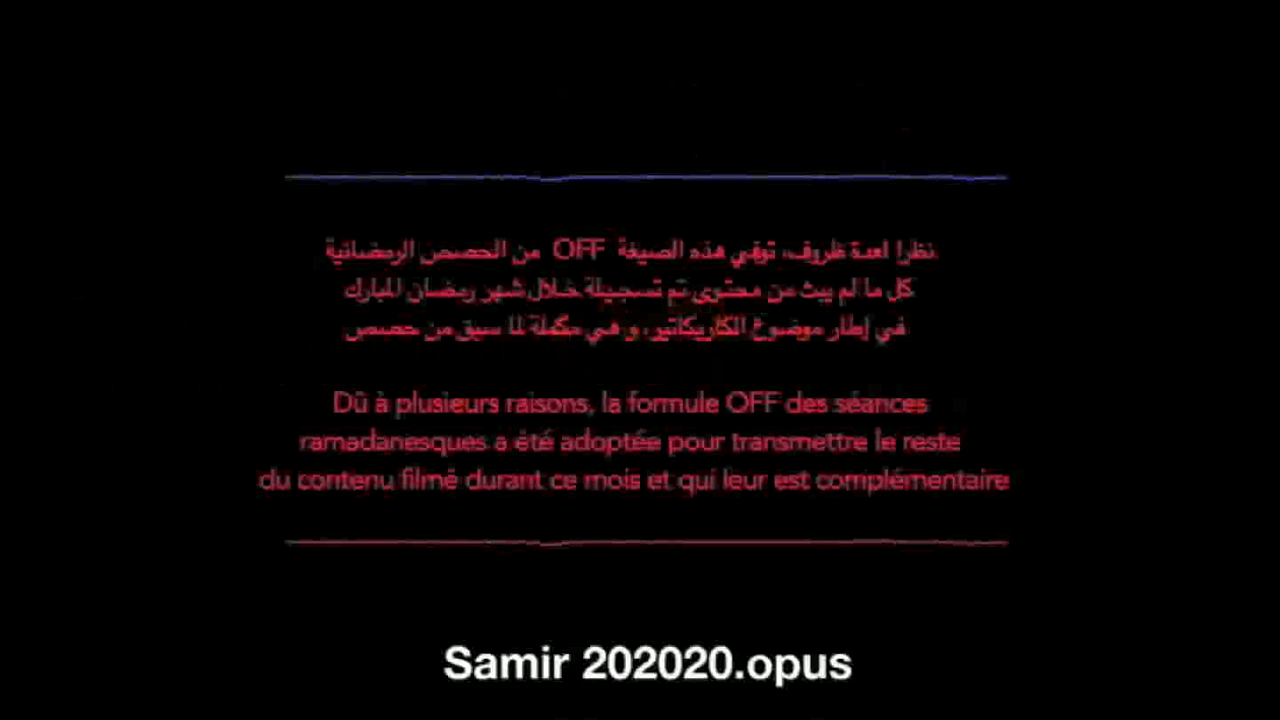 نظرا لعدة ظروف، توفي هذه الصيغة OFF من الحصص الرمضانية
كل ما لم يبث من محتوى تم تسجيلة خلال شهر رمضان المبارك
في إطار موضوع الكاريكاتير، و هي مكملة لما سبق من حصص
Dû à plusieurs raisons, la formule OFF des séances
ramadanesques a été adoptée pour transmettre le reste
du contenu filmé durant ce mois et qui leur est complémentaire
Samir 202020.opus